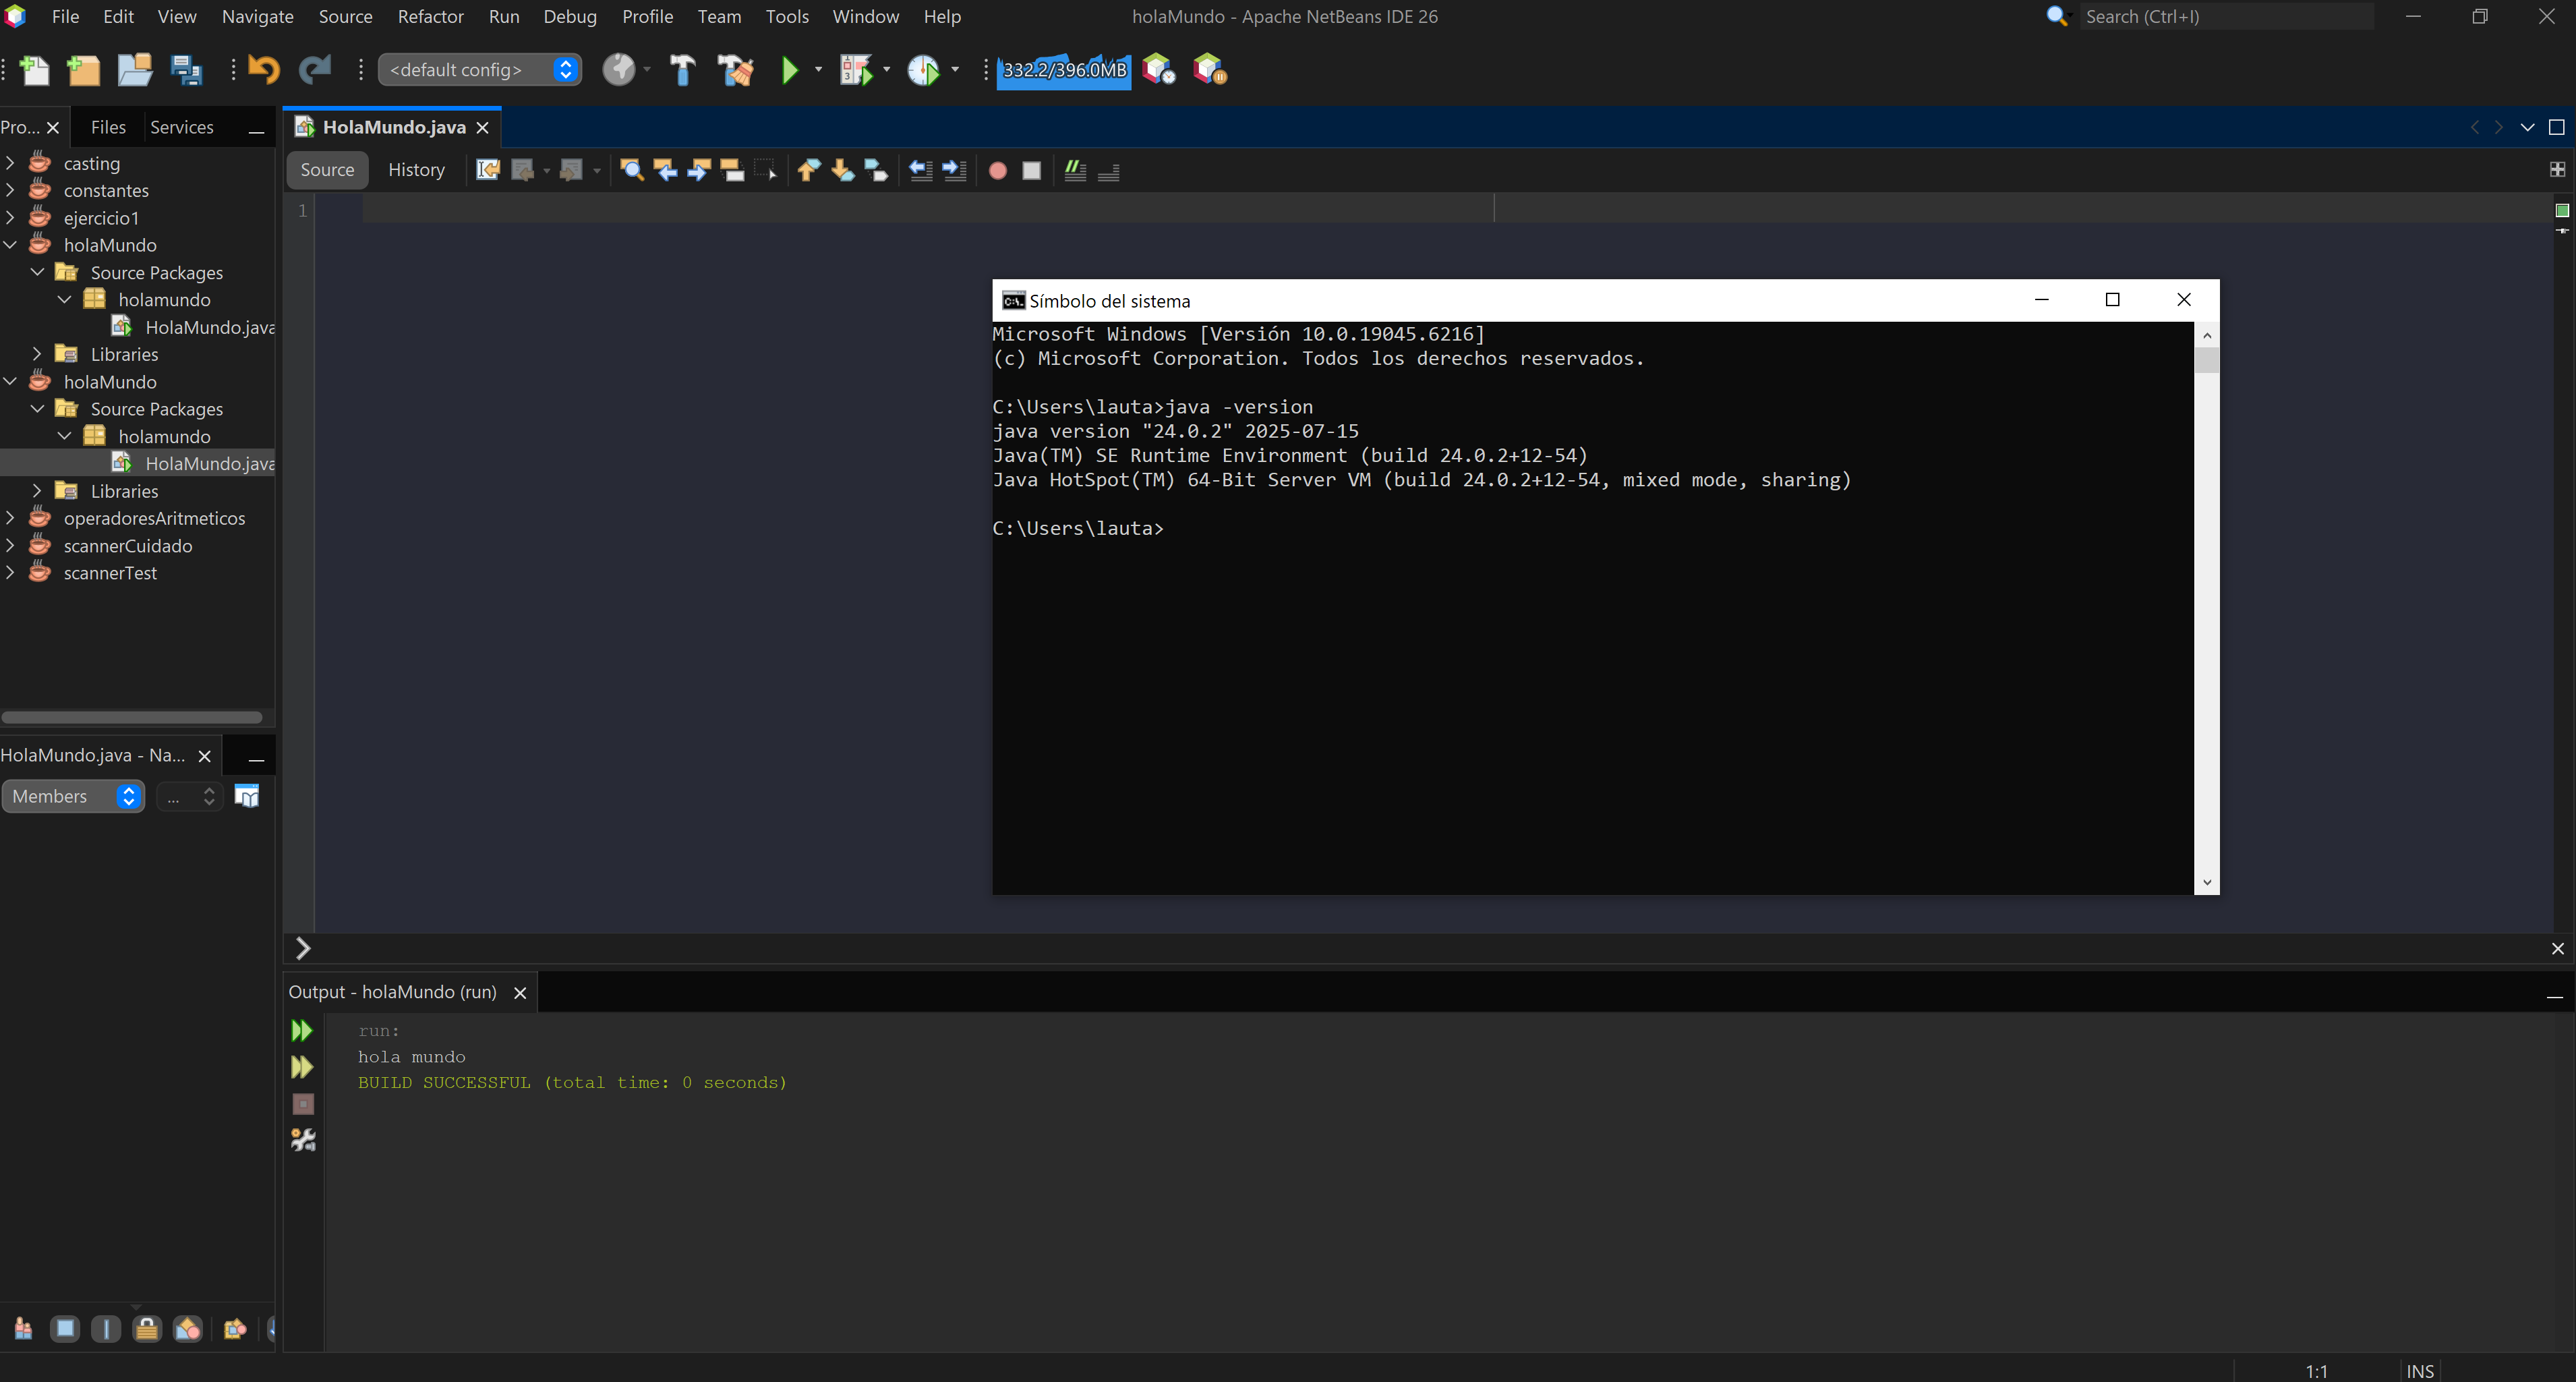 File Edit View Navigate Source Refactor Run Debug Profile Team Tools Window Help
holaMundo - Apache NetBeans IDE 26
Search (Ctrl+I)
<default config>
332.2/396.0MB
Pro...
Files
Services
HolaMundo.java
casting
constantes
ejercicio1
holaMundo
Source Packages
holamundo
HolaMundo.java
Libraries
holaMundo
Source Packages
holamundo
HolaMundo.java
Libraries
operadoresAritmeticos
scannerCuidado
scannerTest
Source
History
1
Símbolo del sistema
Microsoft Windows [Versión 10.0.19045.6216]
(c) Microsoft Corporation. Todos los derechos reservados.
C:\Users\lauta>java -version
java version "24.0.2" 2025-07-15
Java(TM) SE Runtime Environment (build 24.0.2+12-54)
Java HotSpot(TM) 64-Bit Server VM (build 24.0.2+12-54, mixed mode, sharing)
C:\Users\lauta>
HolaMundo.java - Na...
Members
...
Output - holaMundo (run)
run:
hola mundo
BUILD SUCCESSFUL (total time: 0 seconds)
1:1
INS